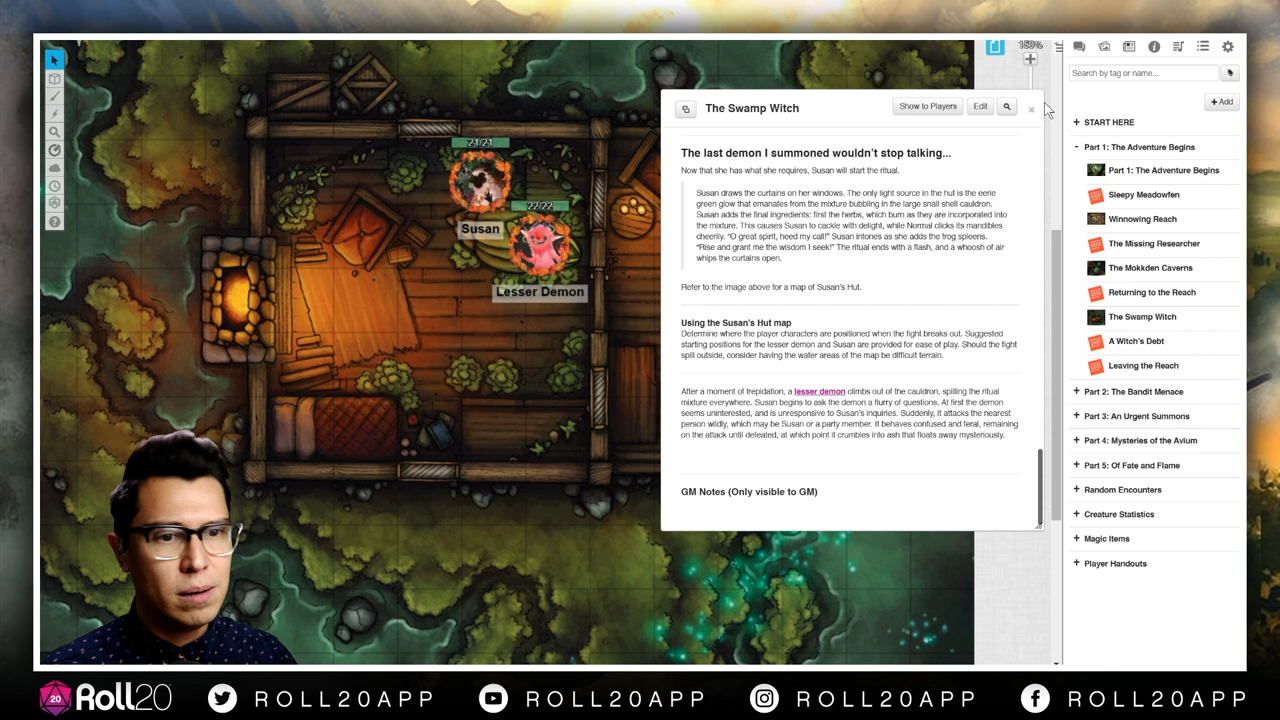 150%
Search by tag or name...
+ Add
The Swamp Witch
Show to Players
Edit
The last demon I summoned wouldn't stop talking...
Now that she has what she requires, Susan will start the ritual.
Susan draws the curtains on her windows. The only light source in the hut is the eerie
green glow that emanates from the mixture bubbling in the large snail shell cauldron.
Susan adds the final ingredients: first the herbs, which burn as they are incorporated into
the mixture. This causes Susan to cackle with delight, while Normal clicks its mandibles
cheerily. “O great spirit, heed my call!” Susan intones as she adds the frog spleens.
“Rise and grant me the wisdom I seek!” The ritual ends with a flash, and a whoosh of air
whips the curtains open.
Refer to the image above for a map of Susan's Hut.
Using the Susan's Hut map
Determine where the player characters are positioned when the fight breaks out. Suggested
starting positions for the lesser demon and Susan are provided for ease of play. Should the fight
spill outside, consider having the water areas of the map be difficult terrain.
After a moment of trepidation, a lesser demon climbs out of the cauldron, spilling the ritual
mixture everywhere. Susan begins to ask the demon a flurry of questions. At first the demon
seems uninterested, and is unresponsive to Susan's inquiries. Suddenly, it attacks the nearest
person wildly, which may be Susan or a party member. It behaves confused and feral, remaining
on the attack until defeated, at which point it crumbles into ash that floats away mysteriously.
GM Notes (Only visible to GM)
21/21
Susan
22/22
Lesser Demon
+ START HERE
- Part 1: The Adventure Begins
Part 1: The Adventure Begins
Sleepy Meadowfen
Winnowing Reach
The Missing Researcher
The Mokkden Caverns
Returning to the Reach
The Swamp Witch
A Witch's Debt
Leaving the Reach
+ Part 2: The Bandit Menace
+ Part 3: An Urgent Summons
+ Part 4: Mysteries of the Avium
+ Part 5: Of Fate and Flame
+ Random Encounters
+ Creature Statistics
+ Magic Items
+ Player Handouts
20
Roll20
ROLL20APP
ROLL20APP
ROLL20APP
ROLL20APP